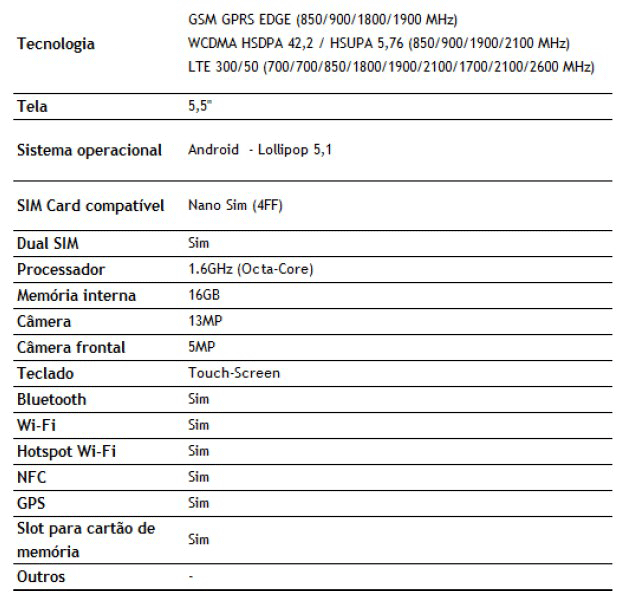 Tecnologia
GSM GPRS EDGE (850/900/1800/1900 MHz)
WCDMA HSDPA 42,2 / HSUPA 5,76 (850/900/1900/2100 MHz)
LTE 300/50 (700/700/850/1800/1900/2100/1700/2100/2600 MHz)
Tela 5,5"
Sistema operacional Android - Lollipop 5,1
SIM Card compatível Nano Sim (4FF)
Dual SIM Sim
Processador 1.6GHz (Octa-Core)
Memória interna 16GB
Câmera 13MP
Câmera frontal 5MP
Teclado Touch-Screen
Bluetooth Sim
Wi-Fi Sim
Hotspot Wi-Fi Sim
NFC Sim
GPS Sim
Slot para cartão de
memória
Sim
Outros -